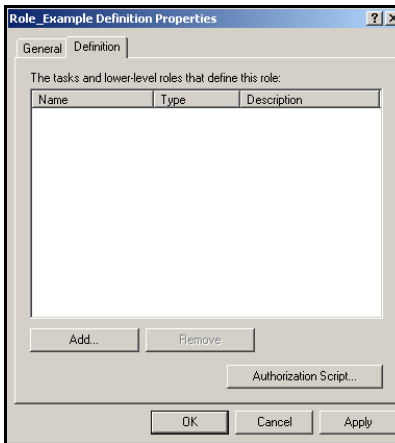 Role_Example Definition Properties
General Definition
The tasks and lower-level roles that define this role:
Name Type Description
Add... Remove
Authorization Script...
OK Cancel Apply